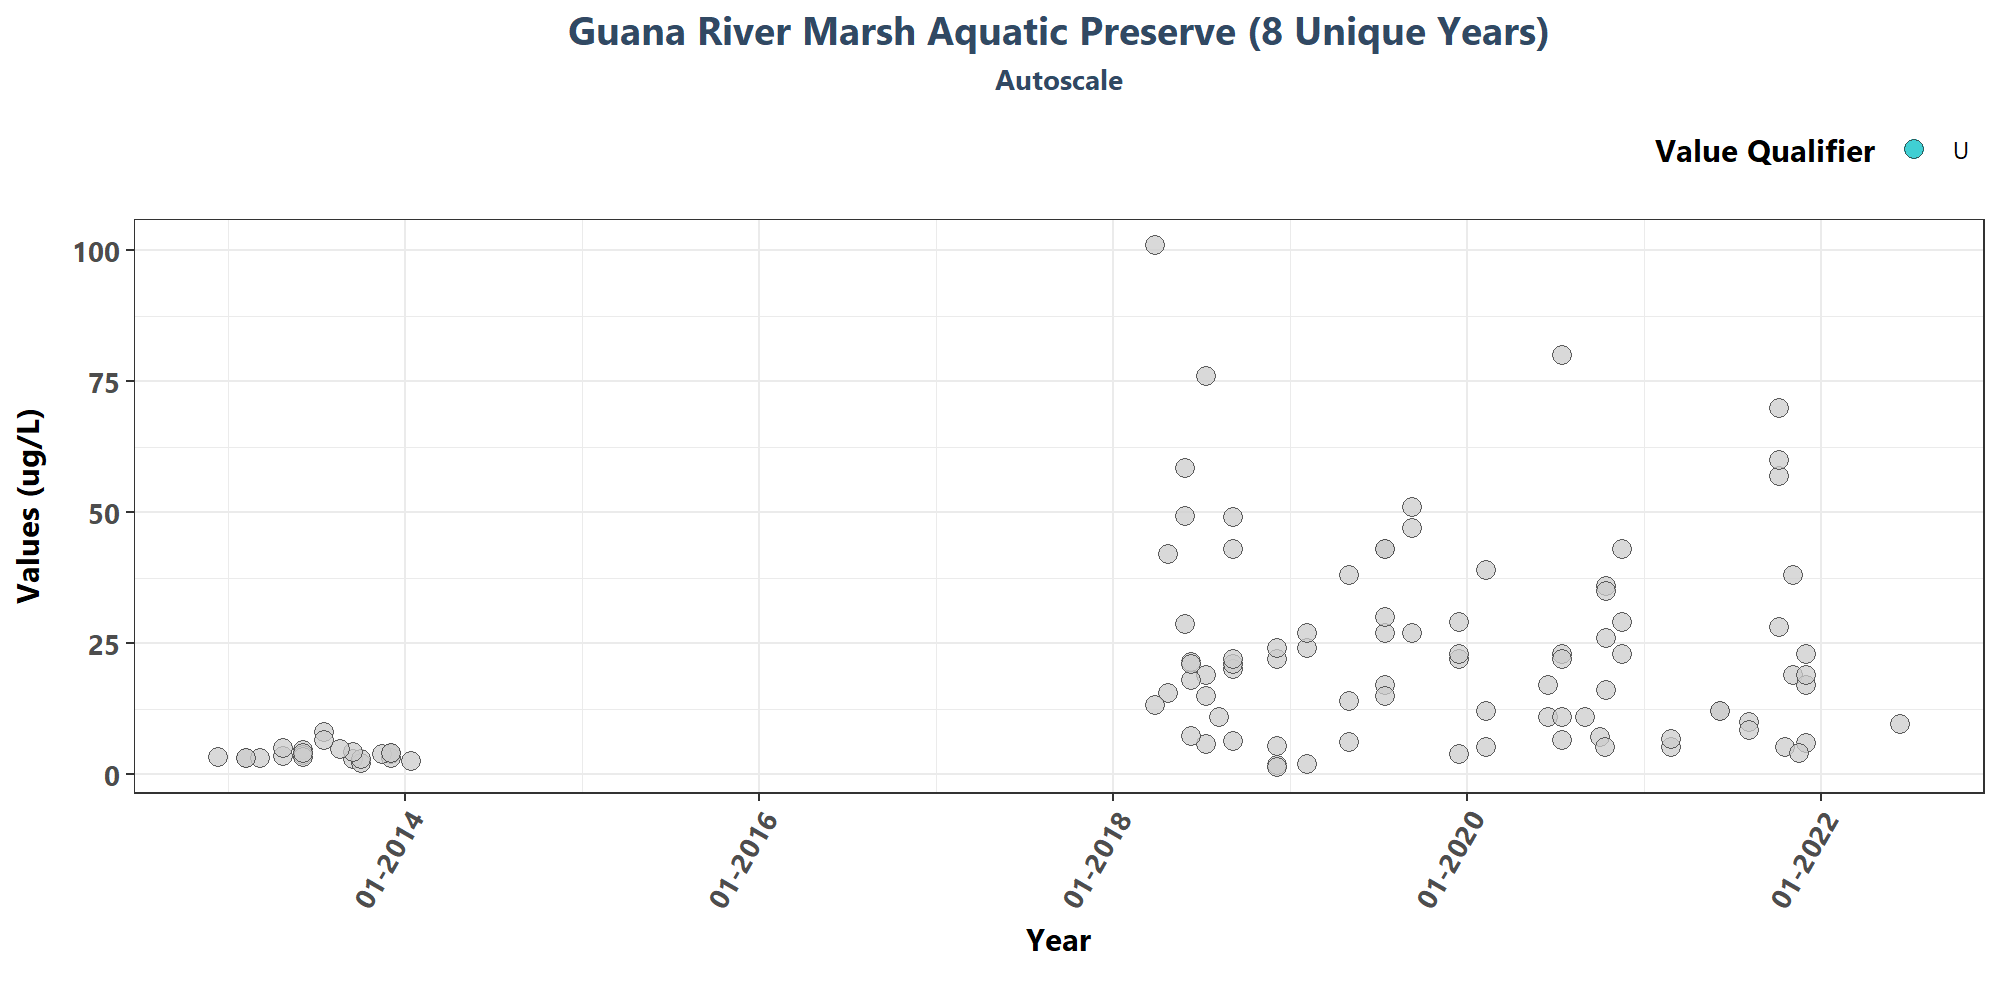 Guana River Marsh Aquatic Preserve (8 Unique Years)
Autoscale
Value Qualifier U
Values (ug/L)
100
75
50
25
0
01-2014 01-2016 01-2018 01-2020 01-2022
Year